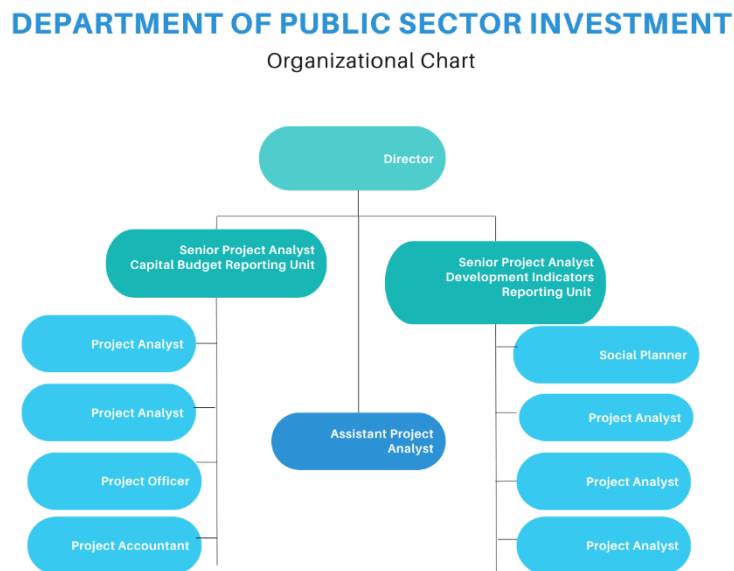 DEPARTMENT OF PUBLIC SECTOR INVESTMENT
Organizational Chart
Director
Senior Project Analyst
Capital Budget Reporting Unit
Senior Project Analyst
Development Indicators
Reporting Unit
Project Analyst
Project Analyst
Project Officer
Project Accountant
Assistant Project
Analyst
Social Planner
Project Analyst
Project Analyst
Project Analyst